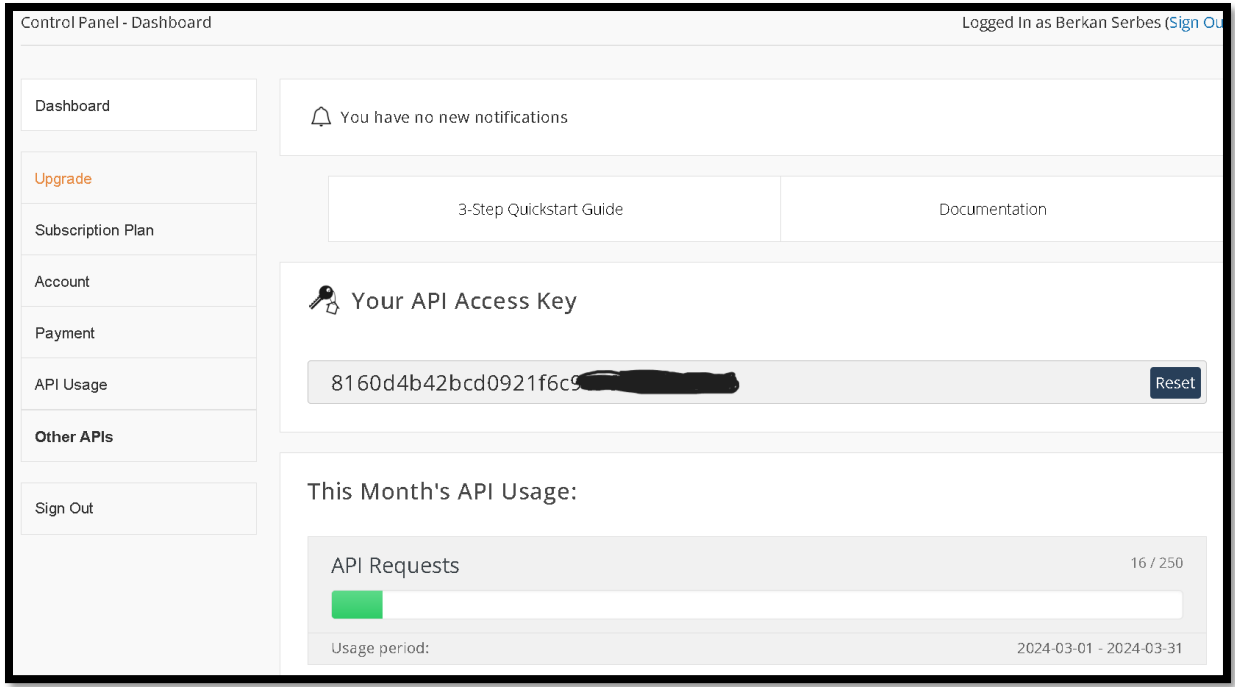 Control Panel - Dashboard
Logged In as Berkan Serbes (Sign Ou
Dashboard
Upgrade
Subscription Plan
Account
Payment
API Usage
Other APIs
Sign Out
You have no new notifications
3-Step Quickstart Guide
Documentation
Your API Access Key
8160d4b42bcd0921f6c9
Reset
This Month's API Usage:
API Requests
16 / 250
Usage period:
2024-03-01 - 2024-03-31